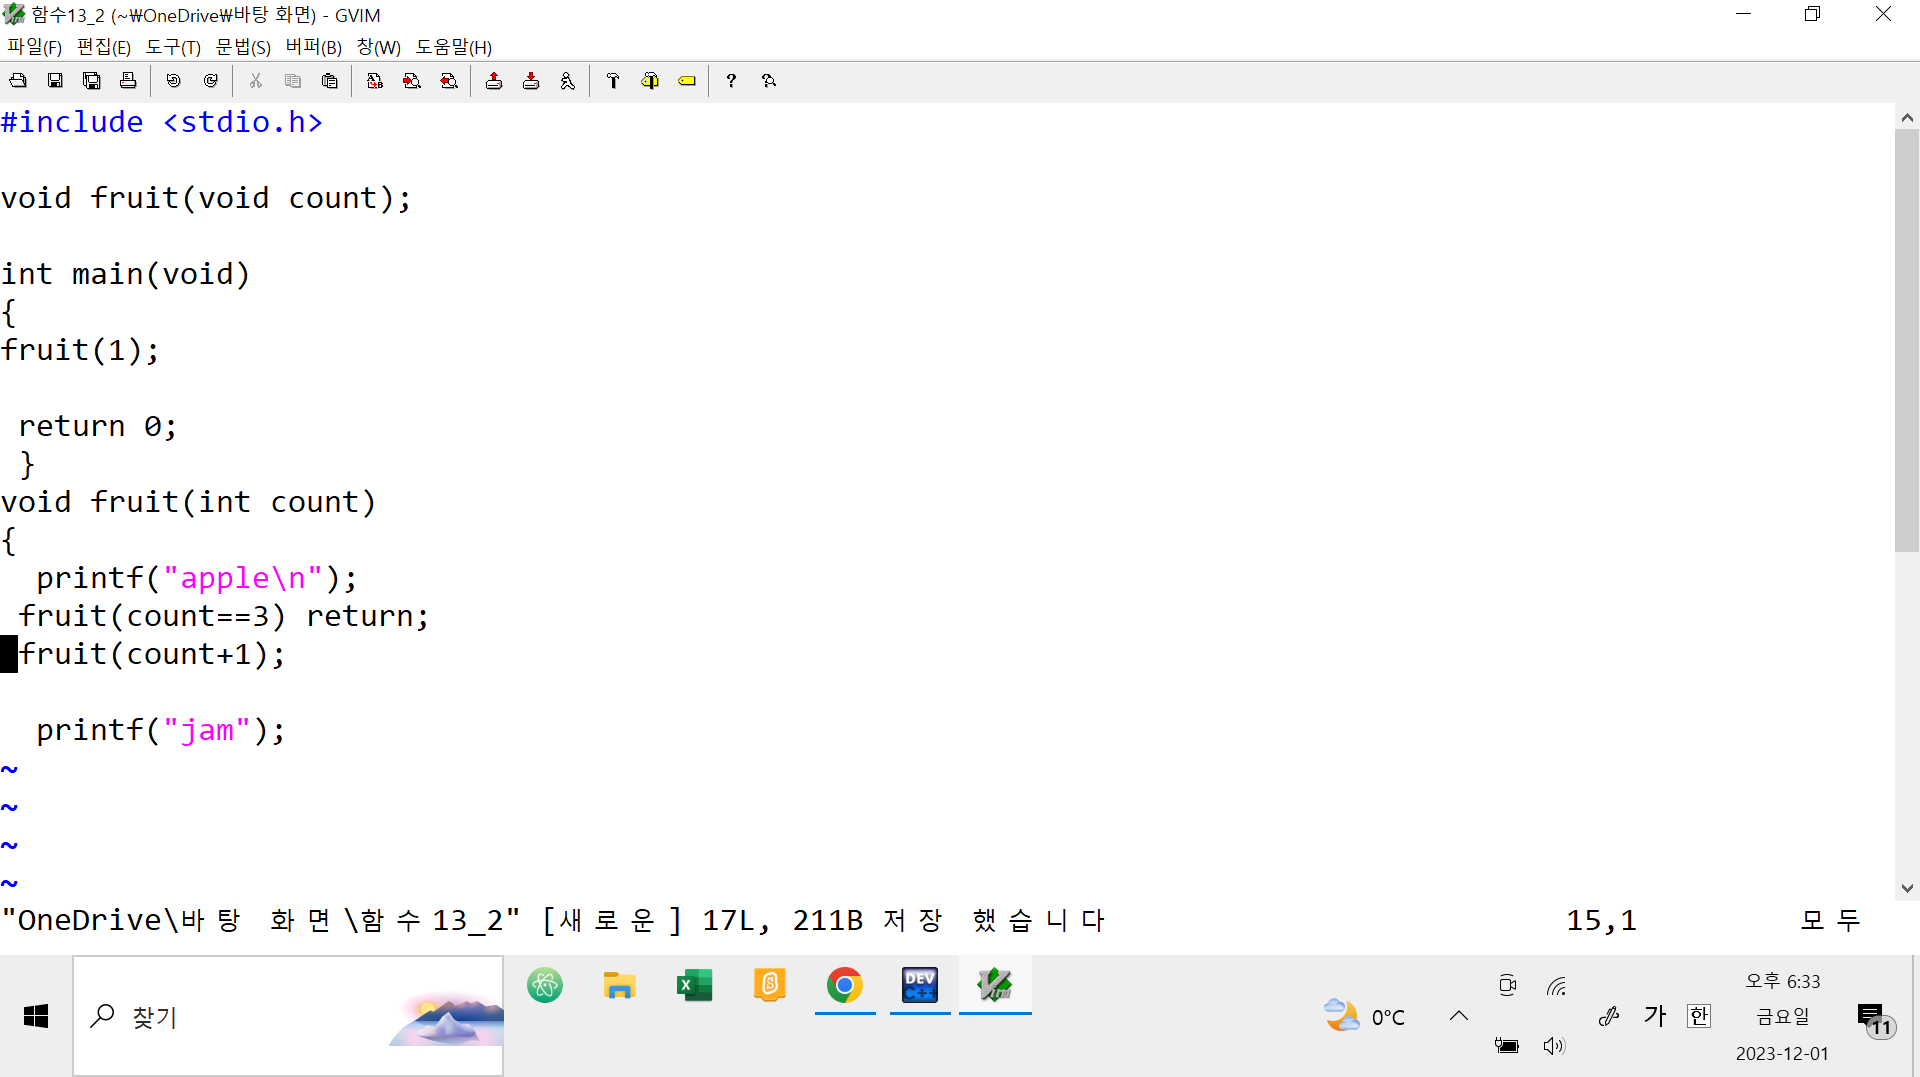 함수13_2 (~₩OneDrive₩바탕 화면) - GVIM
파일(F) 편집(E) 도구(T) 문법(S) 버퍼(B) 창(W) 도움말(H)
#include <stdio.h>
void fruit(void count);
int main(void)
{
fruit(1);
return 0;
}
void fruit(int count)
{
printf("apple\n");
fruit(count==3) return;
fruit(count+1);
printf("jam");
~
~
~
~
"OneDrive\바탕 화면\함수13_2" [새로운] 17L, 211B 저장 했습니다 15,1 모두
찾기
DEV
C++
0°C
가
한
오후 6:33
금요일
2023-12-01
11